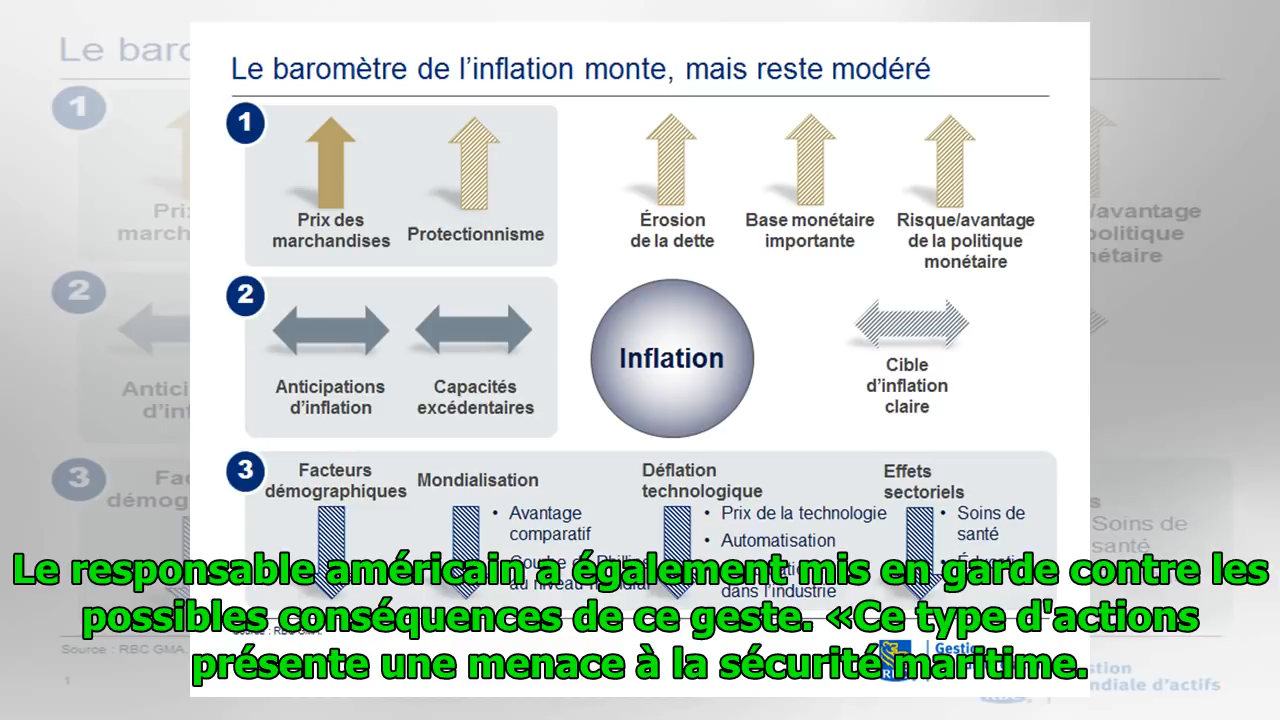 Le baromètre de l'inflation monte, mais reste modéré
1
Prix des
marchandises
Protectionnisme
Érosion
de la dette
Base monétaire
importante
Risque/avantage
de la politique
monétaire
2
Anticipations
d'inflation
Capacités
excédentaires
Inflation
Cible
d'inflation
claire
3
Facteurs
démographiques
Mondialisation
• Avantage
comparatif
Déflation
technologique
• Prix de la technologie
• Automatisation
dans l'industrie
Effets
sectoriels
• Soins de
santé
Le responsable américain a également mis en garde contre les
possibles conséquences de ce geste. «Ce type d'actions
présente une menace à la sécurité maritime.
Source : RBC GMA.
1